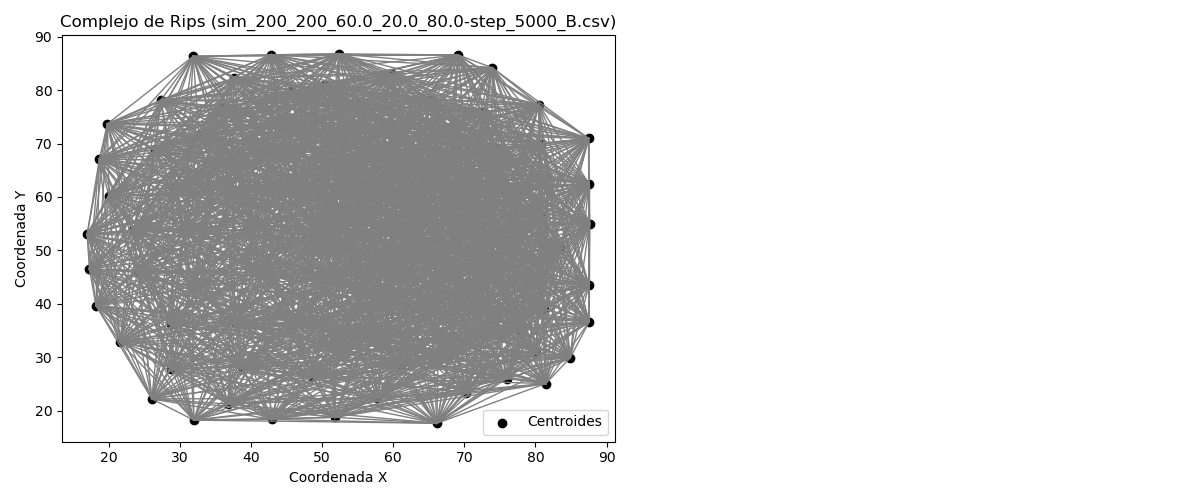 Complejo de Rips (sim_200_200_60.0_20.0_80.0-step_5000_B.csv)
90
80
70
60
50
40
30
20
Coordenada Y
Centroides
20 30 40 50 60 70 80 90
Coordenada X